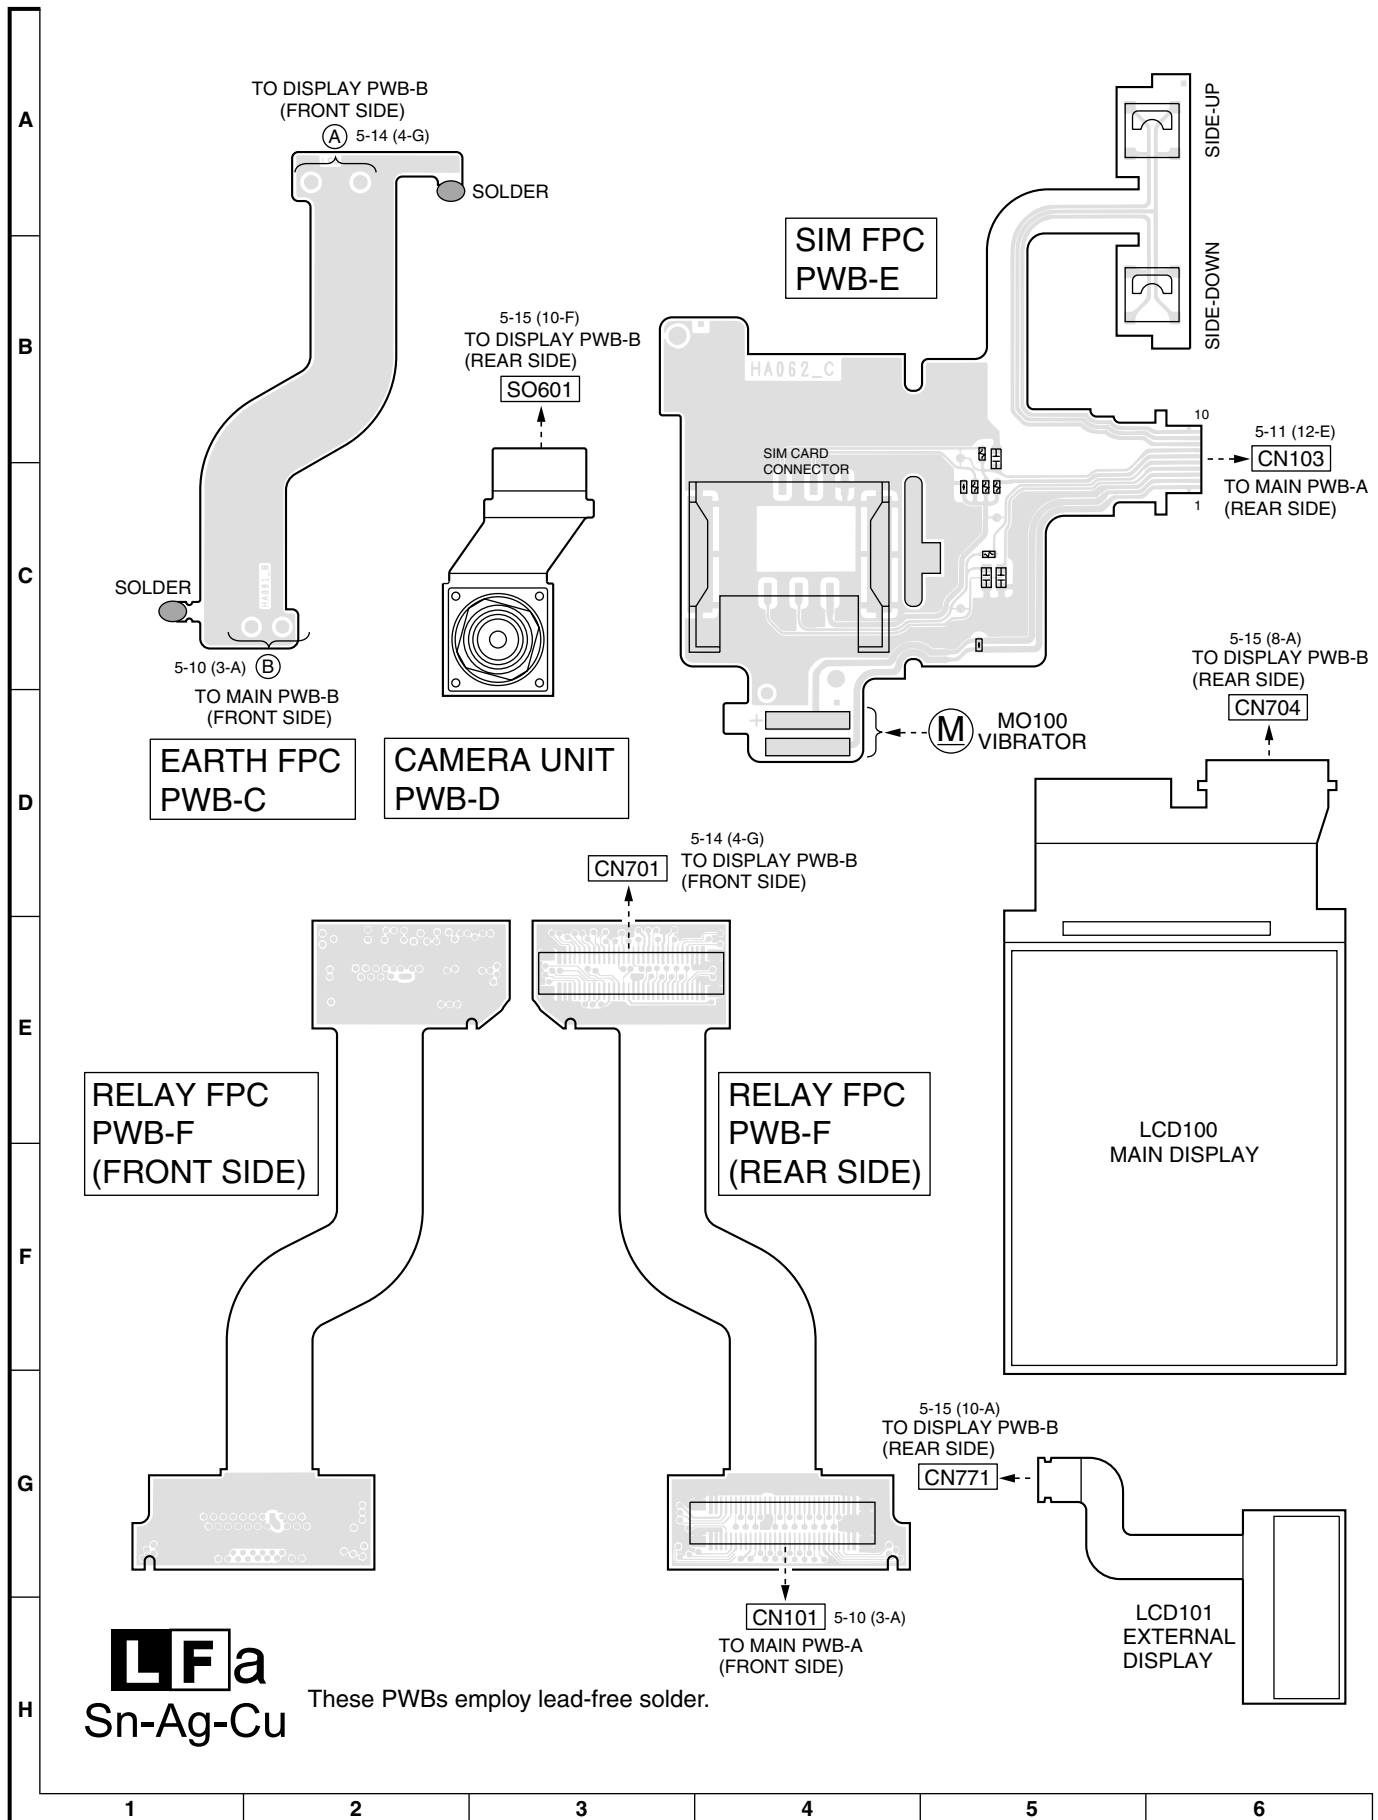 A
B
C
D
E
F
G
H
1
2
3
4
5
6
TO DISPLAY PWB-B
(FRONT SIDE)
A 5-14 (4-G)
SOLDER
SOLDER
5-10 (3-A) B
TO MAIN PWB-B
(FRONT SIDE)
EARTH FPC
PWB-C
5-15 (10-F)
TO DISPLAY PWB-B
(REAR SIDE)
SO601
CAMERA UNIT
PWB-D
SIM FPC
PWB-E
SIDE-UP
SIDE-DOWN
HA062_C
SIM CARD
CONNECTOR
10
1
5-11 (12-E)
CN103
TO MAIN PWB-A
(REAR SIDE)
+
M
MO100
VIBRATOR
5-15 (8-A)
TO DISPLAY PWB-B
(REAR SIDE)
CN704
LCD100
MAIN DISPLAY
5-14 (4-G)
CN701
TO DISPLAY PWB-B
(FRONT SIDE)
RELAY FPC
PWB-F
(FRONT SIDE)
RELAY FPC
PWB-F
(REAR SIDE)
CN101 5-10 (3-A)
TO MAIN PWB-A
(FRONT SIDE)
5-15 (10-A)
TO DISPLAY PWB-B
(REAR SIDE)
CN771
LCD101
EXTERNAL
DISPLAY
LFa
Sn-Ag-Cu
These PWBs employ lead-free solder.